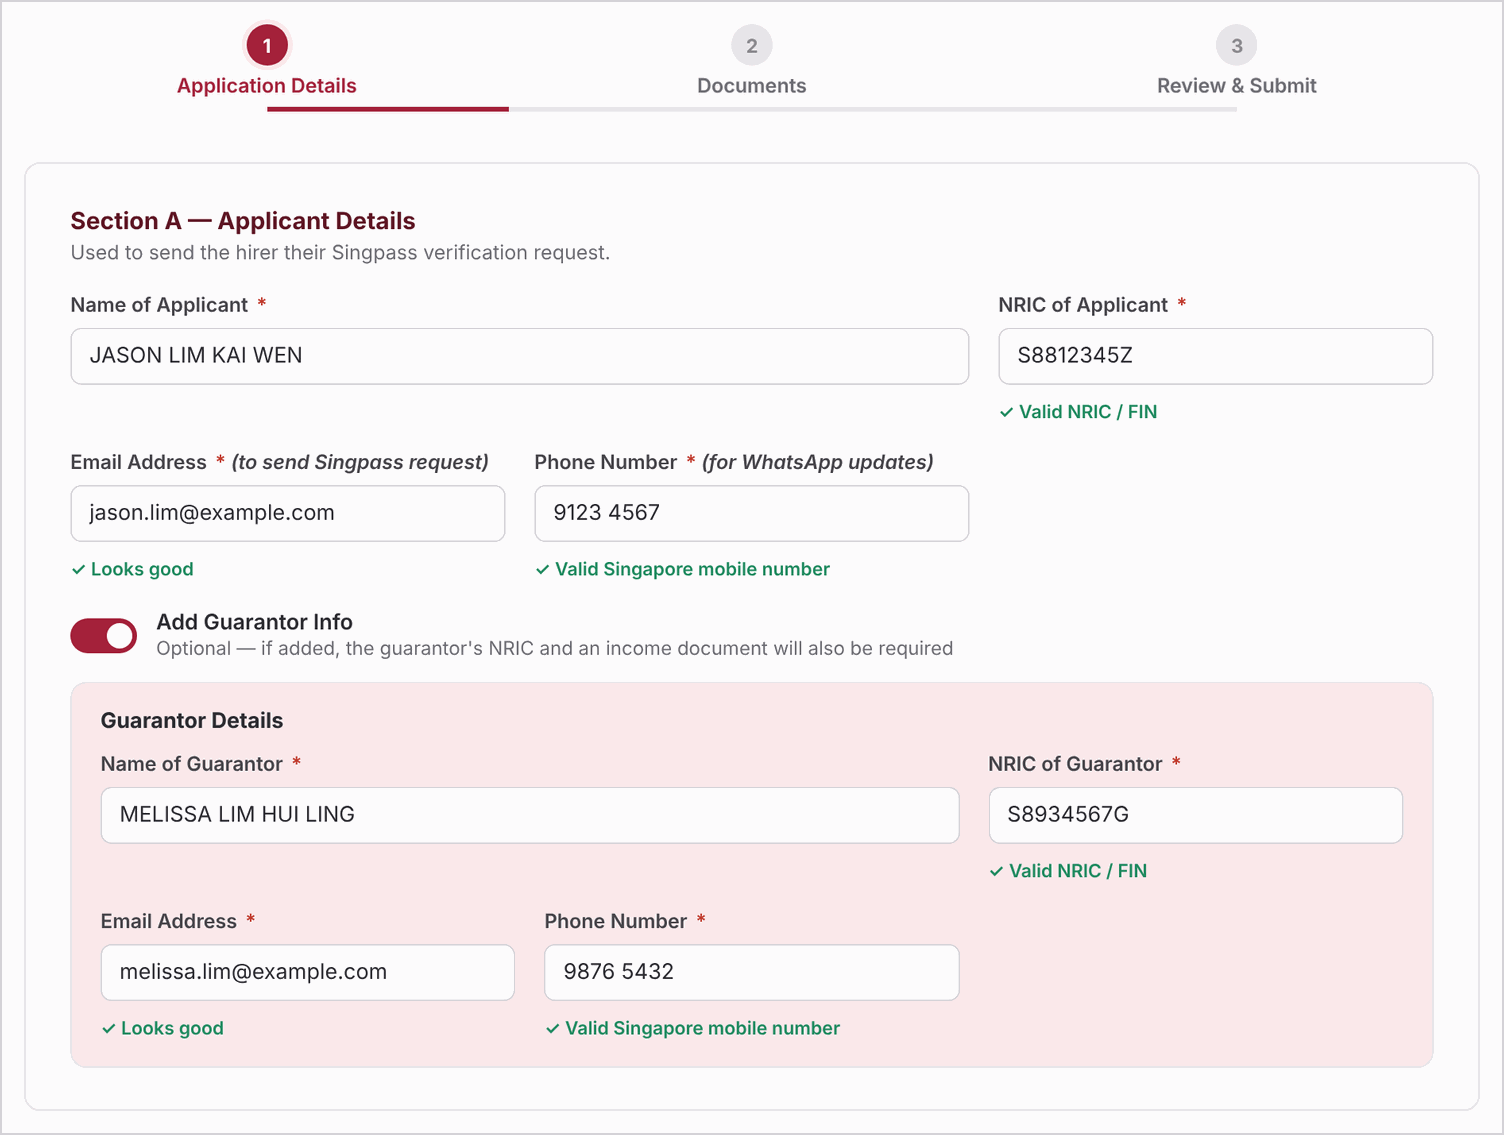 1
Application Details
2
Documents
3
Review & Submit
Section A — Applicant Details
Used to send the hirer their Singpass verification request.
Name of Applicant *
JASON LIM KAI WEN
NRIC of Applicant *
S8812345Z
✓ Valid NRIC / FIN
Email Address * (to send Singpass request)
jason.lim@example.com
✓ Looks good
Phone Number * (for WhatsApp updates)
9123 4567
✓ Valid Singapore mobile number
Add Guarantor Info
Optional — if added, the guarantor's NRIC and an income document will also be required
Guarantor Details
Name of Guarantor *
MELISSA LIM HUI LING
NRIC of Guarantor *
S8934567G
✓ Valid NRIC / FIN
Email Address *
melissa.lim@example.com
✓ Looks good
Phone Number *
9876 5432
✓ Valid Singapore mobile number